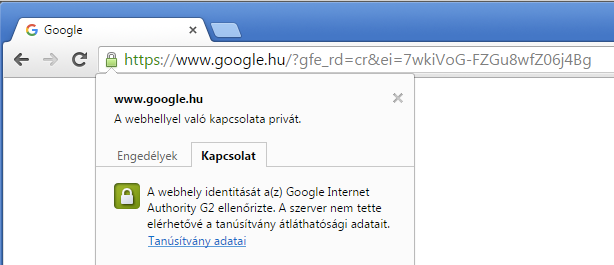 Google
https://www.google.hu/?gfe_rd=cr&ei=7wkiVoG-FZGu8wfZ06j4Bg
www.google.hu
A webhellyel való kapcsolata privát.
Engedélyek Kapcsolat
A webhely identitását a(z) Google Internet
Authority G2 ellenőrizte. A szerver nem tette
elérhetővé a tanúsítvány átláthatósági adatait.
Tanúsítvány adatai